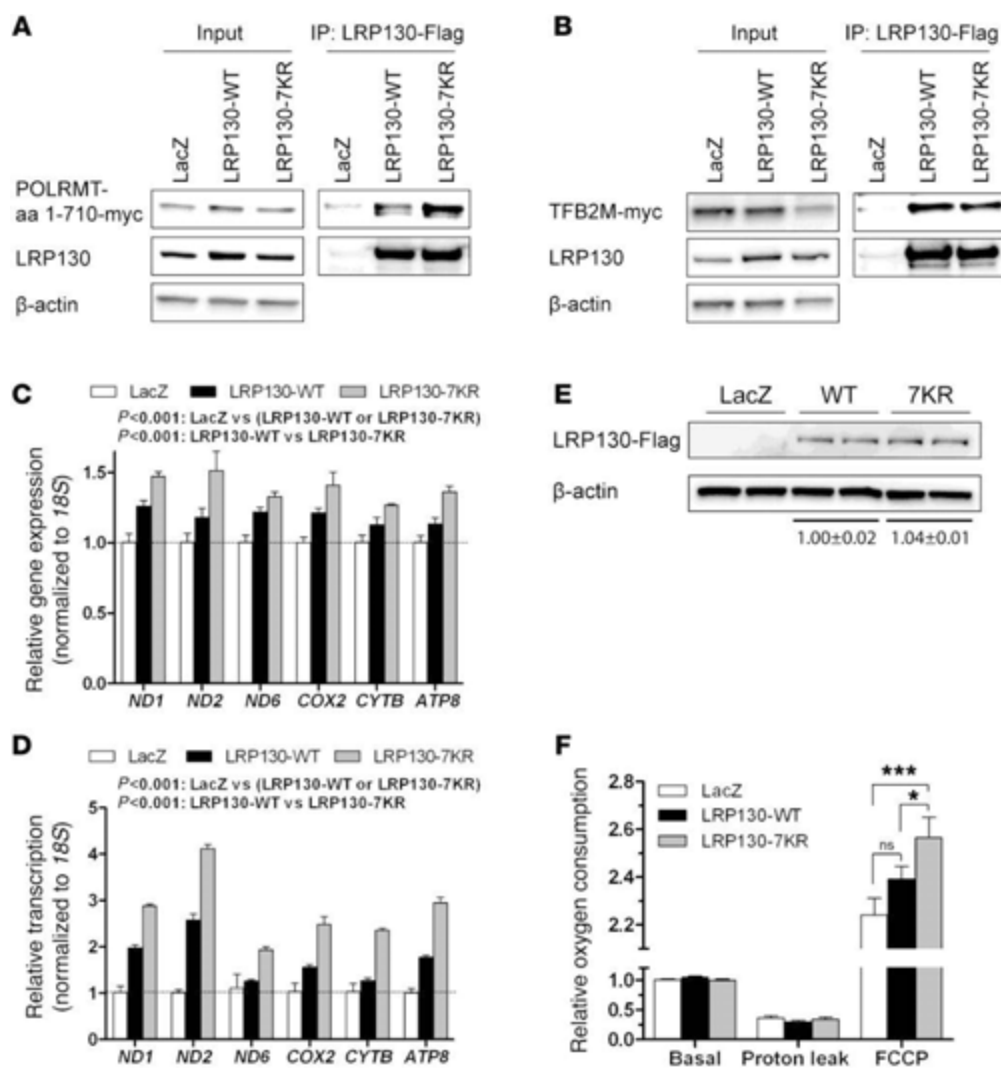 A
Input
IP: LRP130-Flag
LacZ
LRP130-WT
LRP130-7KR
LacZ
LRP130-WT
LRP130-7KR
POLRMT-
aa 1-710-myc
LRP130
β-actin
B
Input
IP: LRP130-Flag
LacZ
LRP130-WT
LRP130-7KR
LacZ
LRP130-WT
LRP130-7KR
TFB2M-myc
LRP130
β-actin
C
LacZ LRP130-WT LRP130-7KR
P<0.001: LacZ vs (LRP130-WT or LRP130-7KR)
P<0.001: LRP130-WT vs LRP130-7KR
Relative gene expression
(normalized to 18S)
1.5
1.0
0.5
0.0
ND1 ND2 ND6 COX2 CYTB ATP8
E
LacZ WT 7KR
LRP130-Flag
β-actin
1.00±0.02 1.04±0.01
D
LacZ LRP130-WT LRP130-7KR
P<0.001: LacZ vs (LRP130-WT or LRP130-7KR)
P<0.001: LRP130-WT vs LRP130-7KR
Relative transcription
(normalized to 18S)
5
4
3
2
1
0
ND1 ND2 ND6 COX2 CYTB ATP8
F
LacZ
LRP130-WT
LRP130-7KR
***
*
ns
Relative oxygen consumption
2.8
2.6
2.4
2.2
1.0
0.5
0.0
Basal Proton leak FCCP